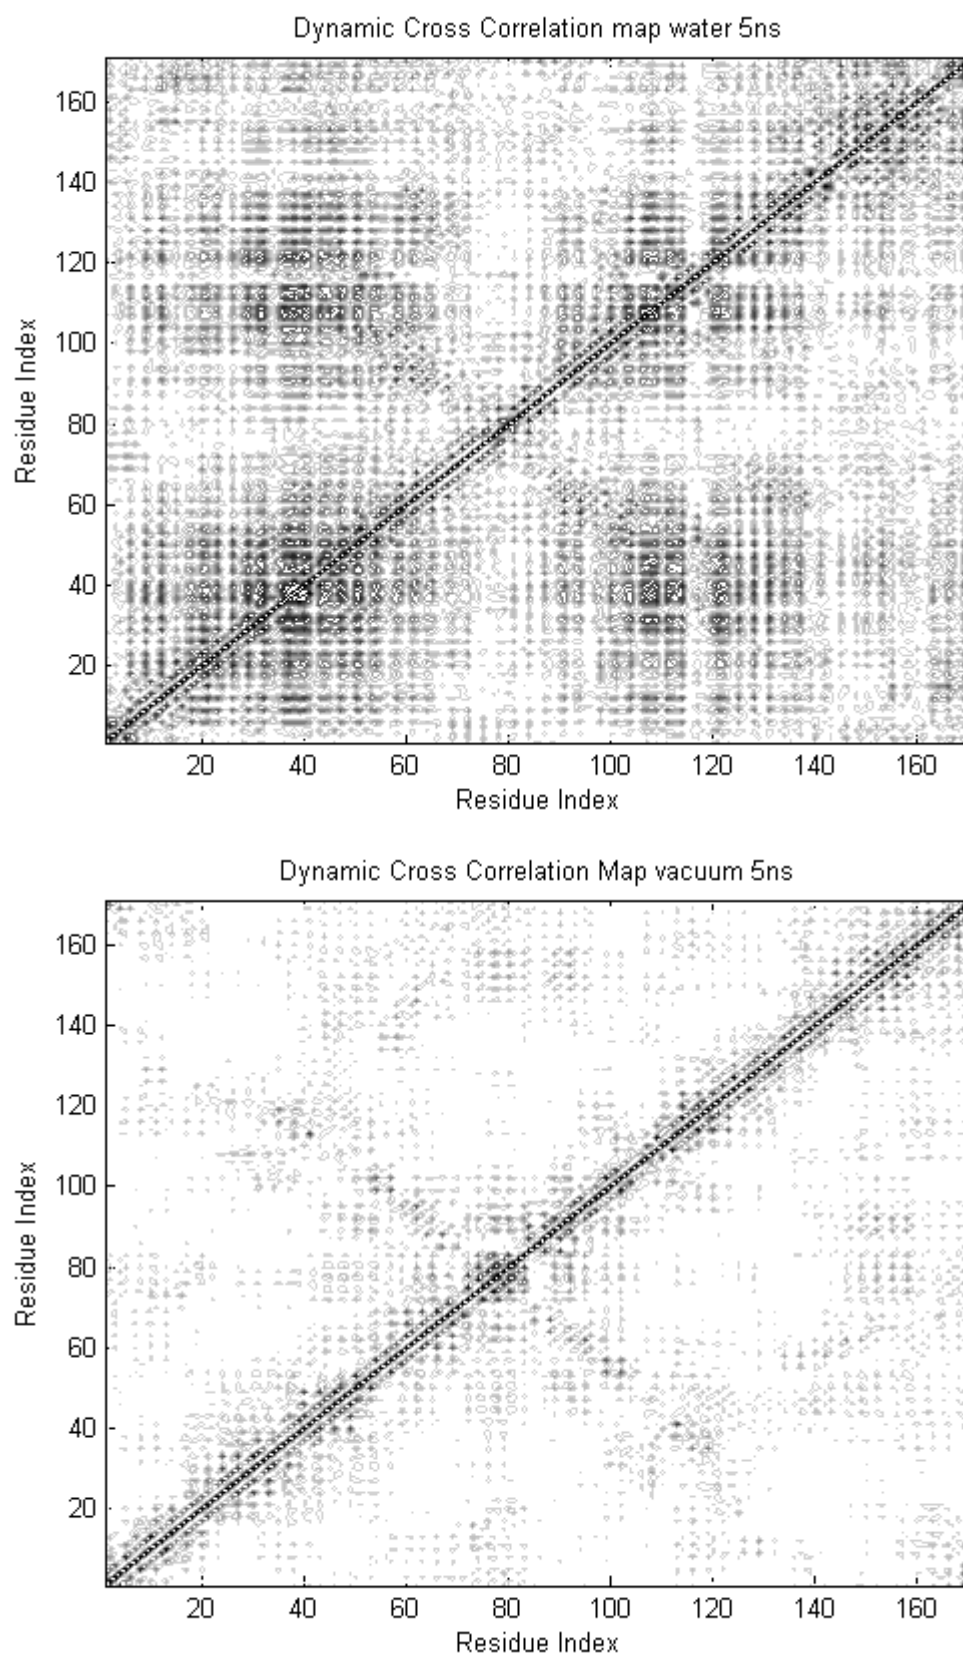 Dynamic Cross Correlation map water 5ns
160
140
120
100
80
60
40
20
Residue Index
20 40 60 80 100 120 140 160
Residue Index
Dynamic Cross Correlation Map vacuum 5ns
160
140
120
100
80
60
40
20
Residue Index
20 40 60 80 100 120 140 160
Residue Index